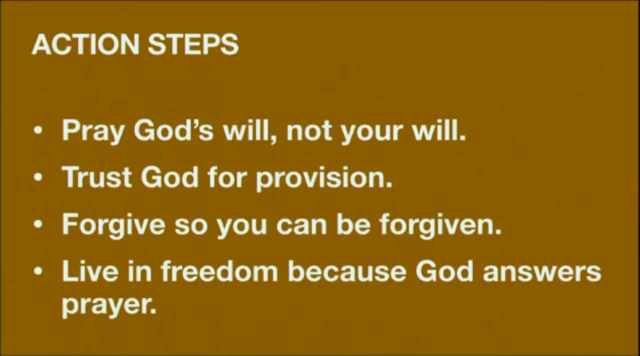 ACTION STEPS
• Pray God’s will, not your will.
• Trust God for provision.
• Forgive so you can be forgiven.
• Live in freedom because God answers
prayer.